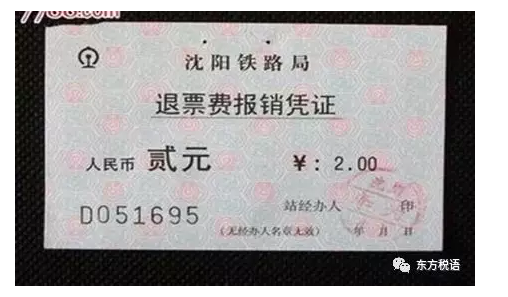 沈阳铁路局
退票费报销凭证
人民币 贰元 ￥: 2.00
站经办人 印
D051695
(无经办人名章无效) 年 月 日
东方税语